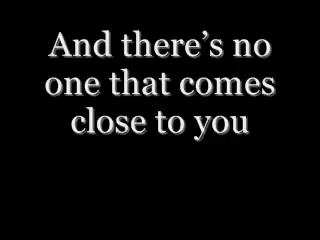 And there’s no
one that comes
close to you